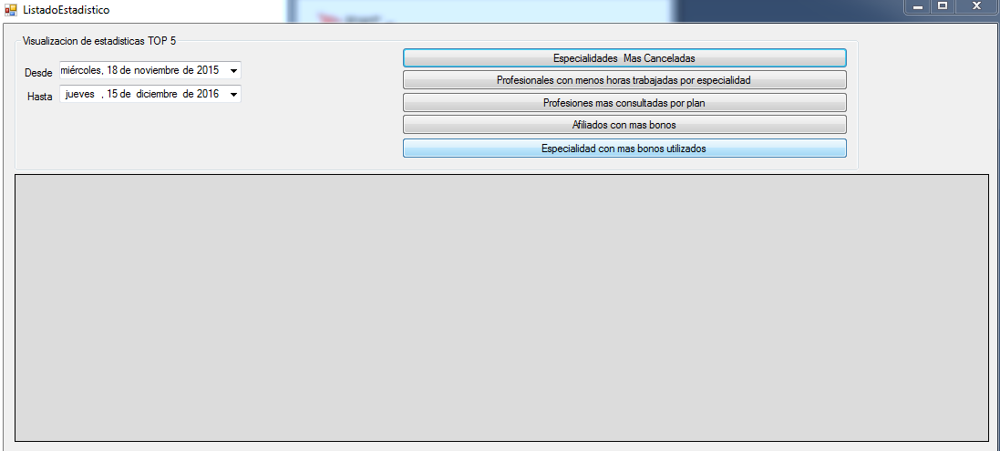 ListadoEstadistico
Visualizacion de estadisticas TOP 5
Desde miércoles, 18 de noviembre de 2015
Hasta jueves , 15 de diciembre de 2016
Especialidades Mas Canceladas
Profesionales con menos horas trabajadas por especialidad
Profesiones mas consultadas por plan
Afiliados con mas bonos
Especialidad con mas bonos utilizados